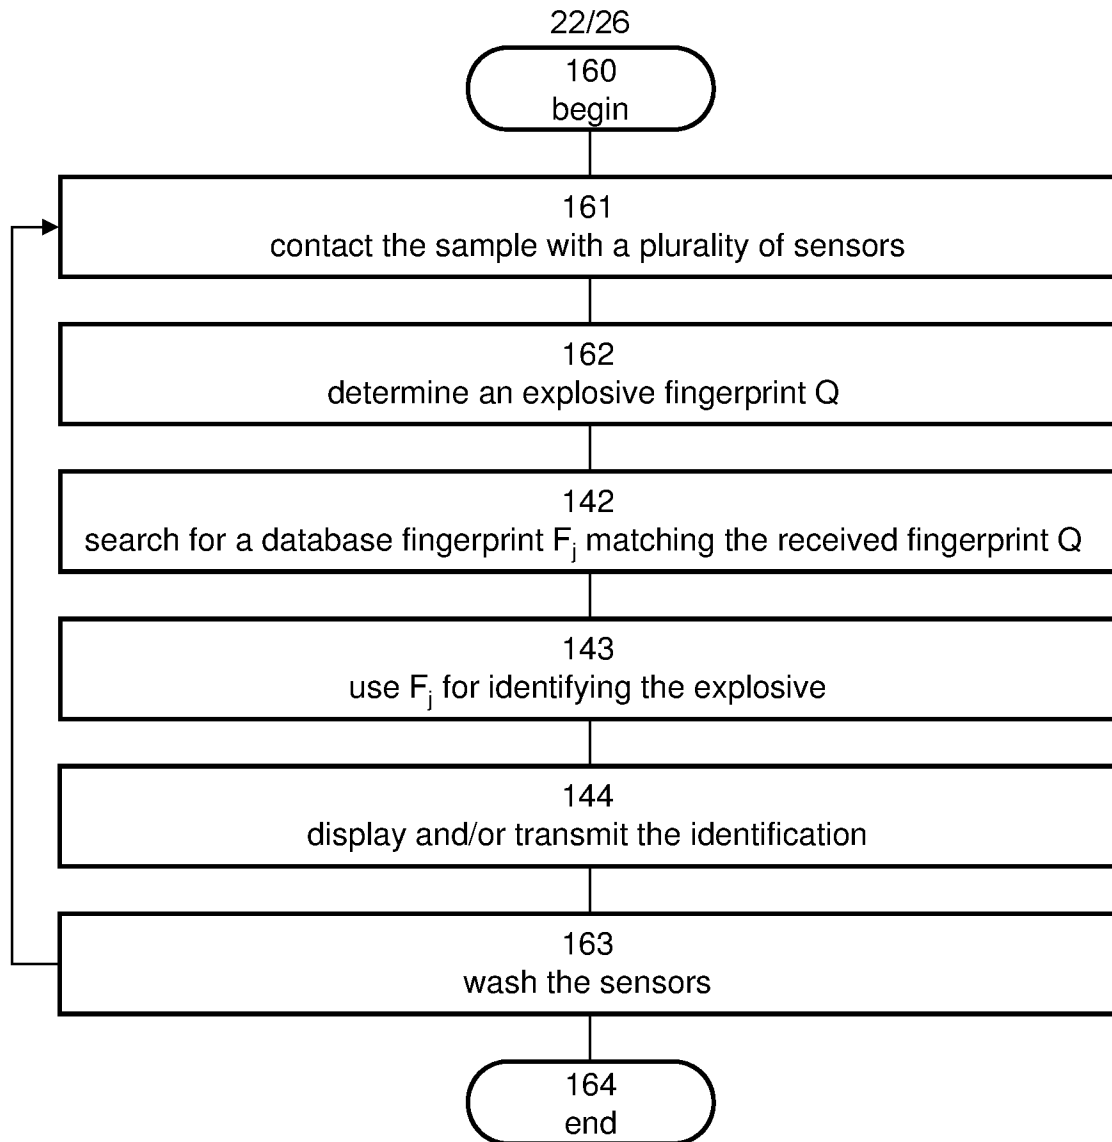 22/26
160
begin
161
contact the sample with a plurality of sensors
162
determine an explosive fingerprint Q
142
search for a database fingerprint Fj matching the received fingerprint Q
143
use Fj for identifying the explosive
144
display and/or transmit the identification
163
wash the sensors
164
end